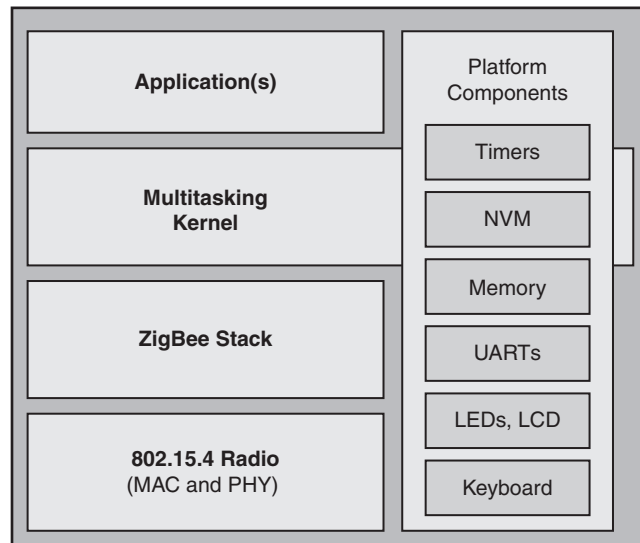 Application(s)
Multitasking
Kernel
ZigBee Stack
802.15.4 Radio
(MAC and PHY)
Platform
Components
Timers
NVM
Memory
UARTs
LEDs, LCD
Keyboard